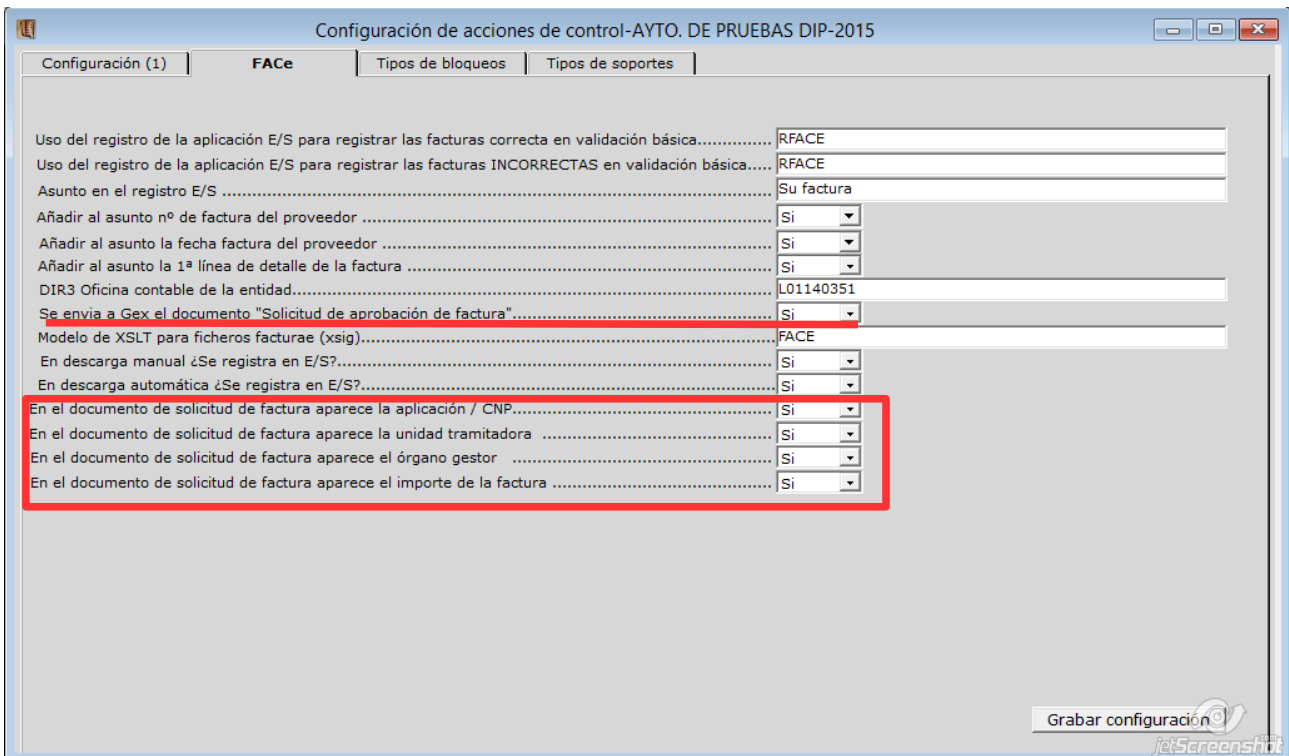 Configuración de acciones de control-AYTO. DE PRUEBAS DIP-2015
Configuración (1) FACe Tipos de bloqueos Tipos de soportes
Uso del registro de la aplicación E/S para registrar las facturas correcta en validación básica............... RFACE
Uso del registro de la aplicación E/S para registrar las facturas INCORRECTAS en validación básica..... RFACE
Asunto en el registro E/S ........................................ Su factura
Añadir al asunto nº de factura del proveedor ........................................ Si
Añadir al asunto la fecha factura del proveedor ........................................ Si
Añadir al asunto la 1ª línea de detalle de la factura ........................................ Si
DIR3 Oficina contable de la entidad........................................ L01140351
Se envia a Gex el documento "Solicitud de aprobación de factura"........................................ Si
Modelo de XSLT para ficheros facturae (xsig)........................................ FACE
En descarga manual ¿Se registra en E/S?........................................ Si
En descarga automática ¿Se registra en E/S?........................................ Si
En el documento de solicitud de factura aparece la aplicación / CNP........................................ Si
En el documento de solicitud de factura aparece la unidad tramitadora ........................................ Si
En el documento de solicitud de factura aparece el órgano gestor ........................................ Si
En el documento de solicitud de factura aparece el importe de la factura ........................................ Si
Grabar configuración
jetScreenshot
.com